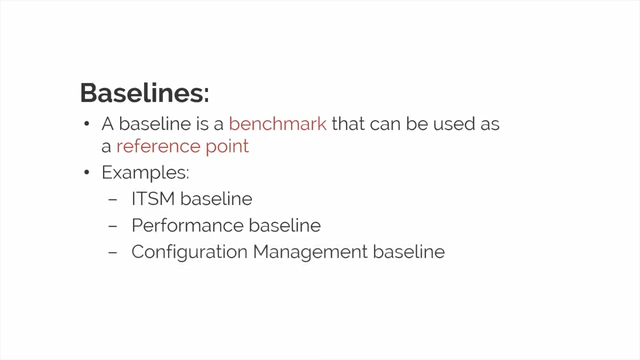 Baselines:
• A baseline is a benchmark that can be used as
a reference point
• Examples:
– ITSM baseline
– Performance baseline
– Configuration Management baseline